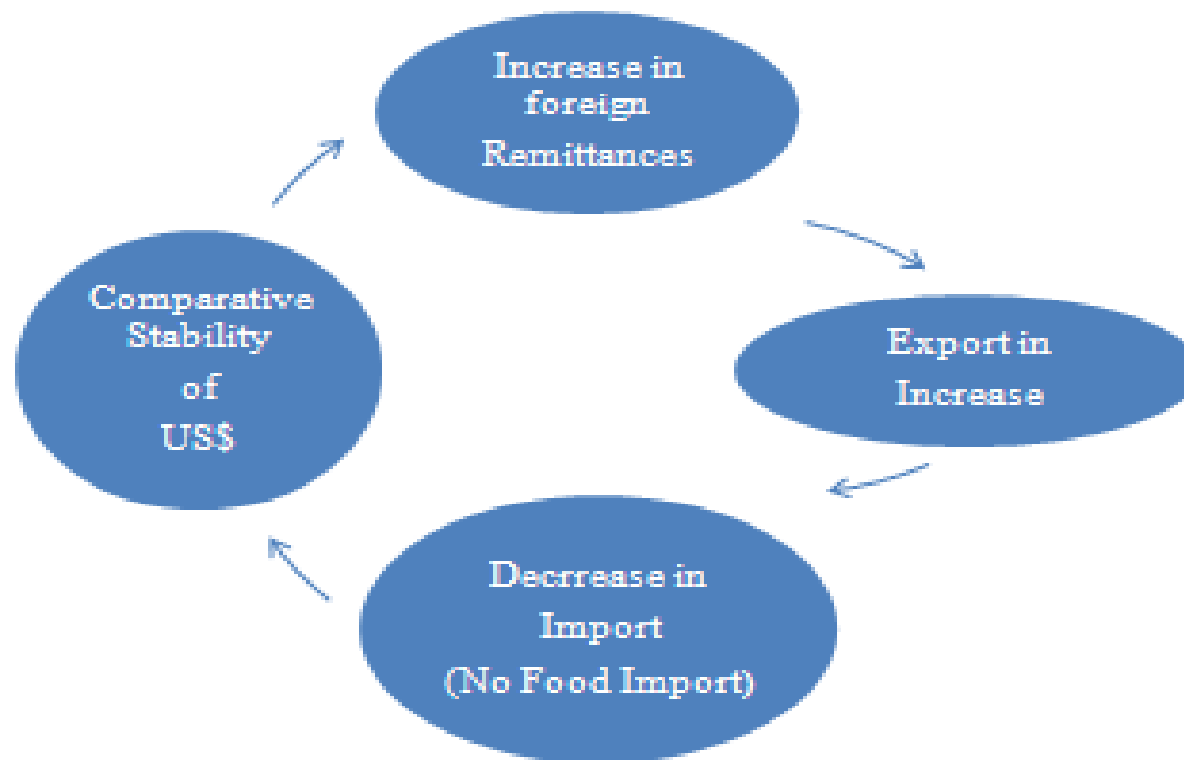 Increase in
foreign
Remittances
Export in
Increase
Decrrease in
Import
(No Food Import)
Comparative
Stability
of
US$